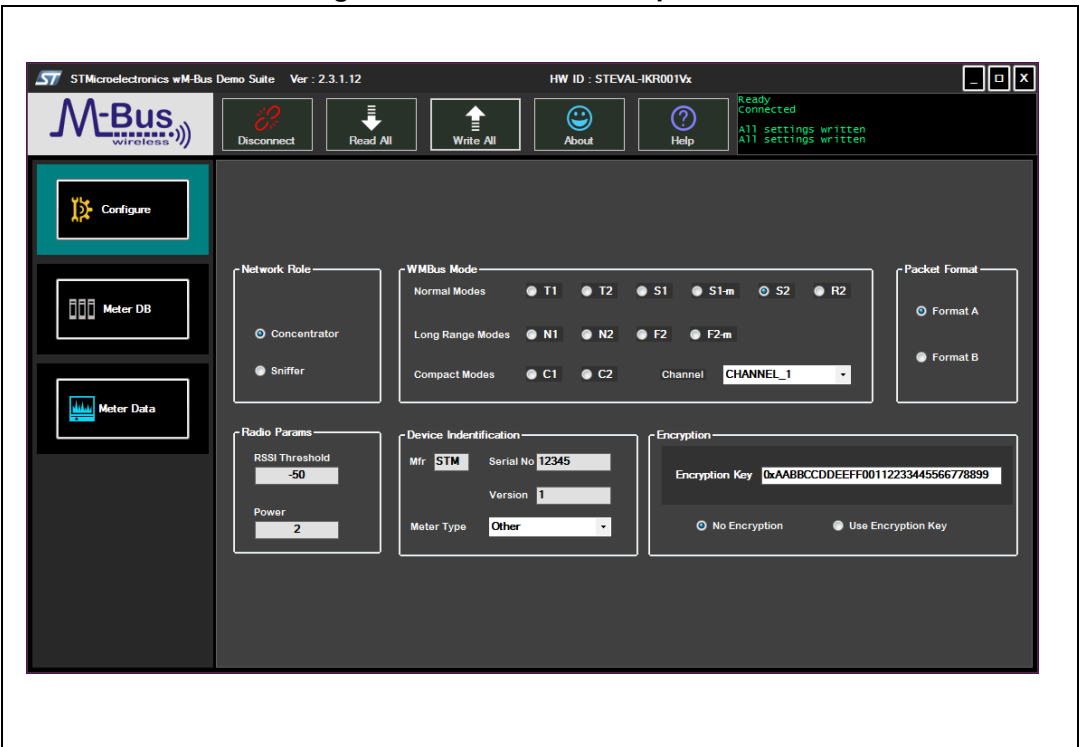 STMicroelectronics wM-Bus Demo Suite Ver : 2.3.1.12 HW ID : STEVAL-IKR001Vx
M-Bus
wireless
Disconnect
Read All
Write All
About
Help
Ready
Connected
All settings written
All settings written
Configure
Meter DB
Meter Data
Network Role
Concentrator
Sniffer
WMBus Mode
Normal Modes T1 T2 S1 S1-m S2 R2
Long Range Modes N1 N2 F2 F2-m
Compact Modes C1 C2 Channel CHANNEL_1
Packet Format
Format A
Format B
Radio Params
RSSI Threshold
-50
Power
2
Device Indentification
Mfr STM Serial No 12345
Version 1
Meter Type Other
Encryption
Encryption Key 0xAABBCCDDEEFF00112233445566778899
No Encryption Use Encryption Key